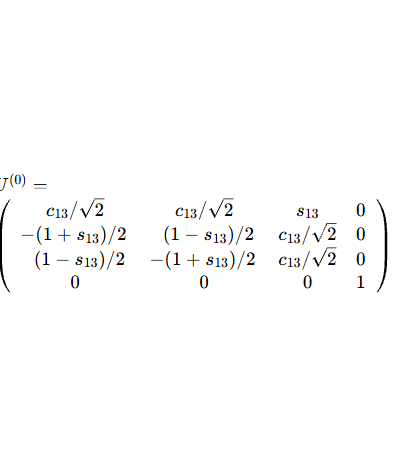 U^{(0)} =
c_{13}/\sqrt{2} c_{13}/\sqrt{2} s_{13} 0
-(1 + s_{13})/2 (1 - s_{13})/2 c_{13}/\sqrt{2} 0
(1 - s_{13})/2 -(1 + s_{13})/2 c_{13}/\sqrt{2} 0
0 0 0 1